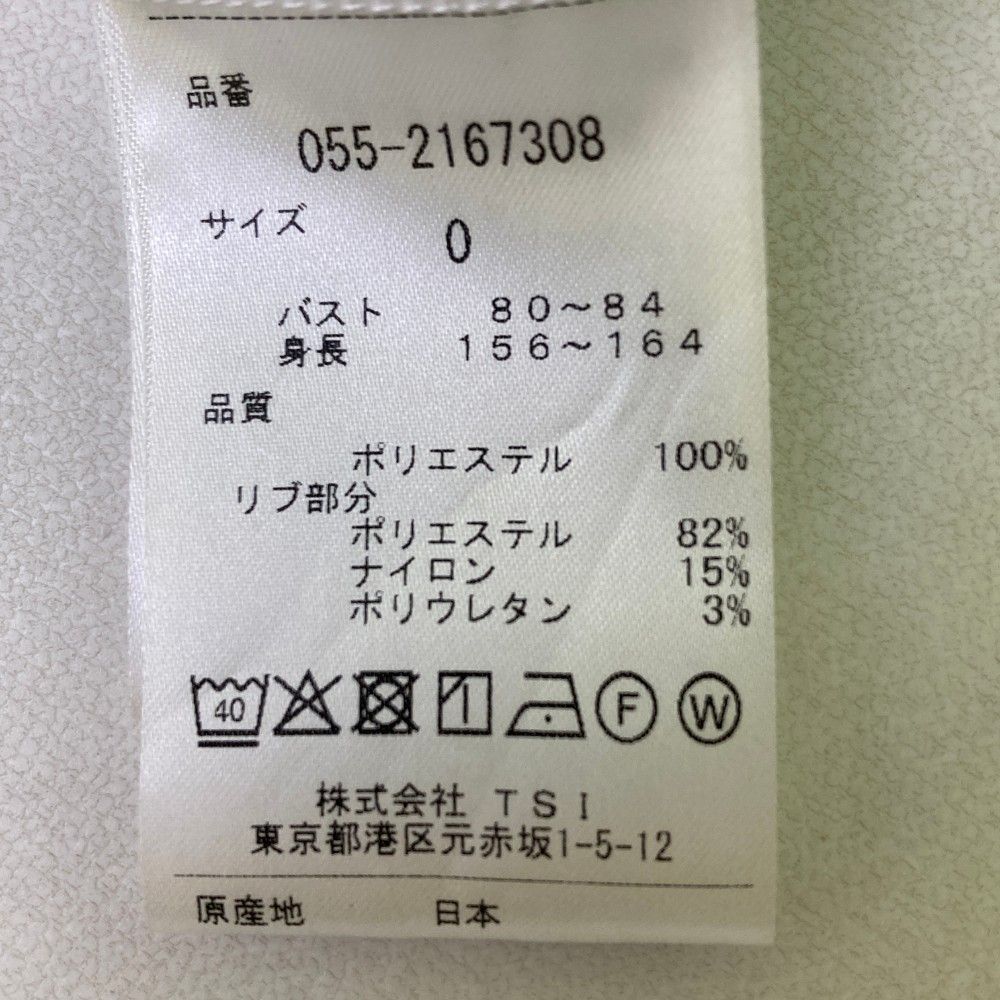 品番
055-2167308
サイズ 0
バスト 80～84
身長 156～164
品質
ポリエステル 100%
リブ部分
ポリエステル 82%
ナイロン 15%
ポリウレタン 3%
40 F W
株式会社 TSI
東京都港区元赤坂1-5-12
原産地 日本